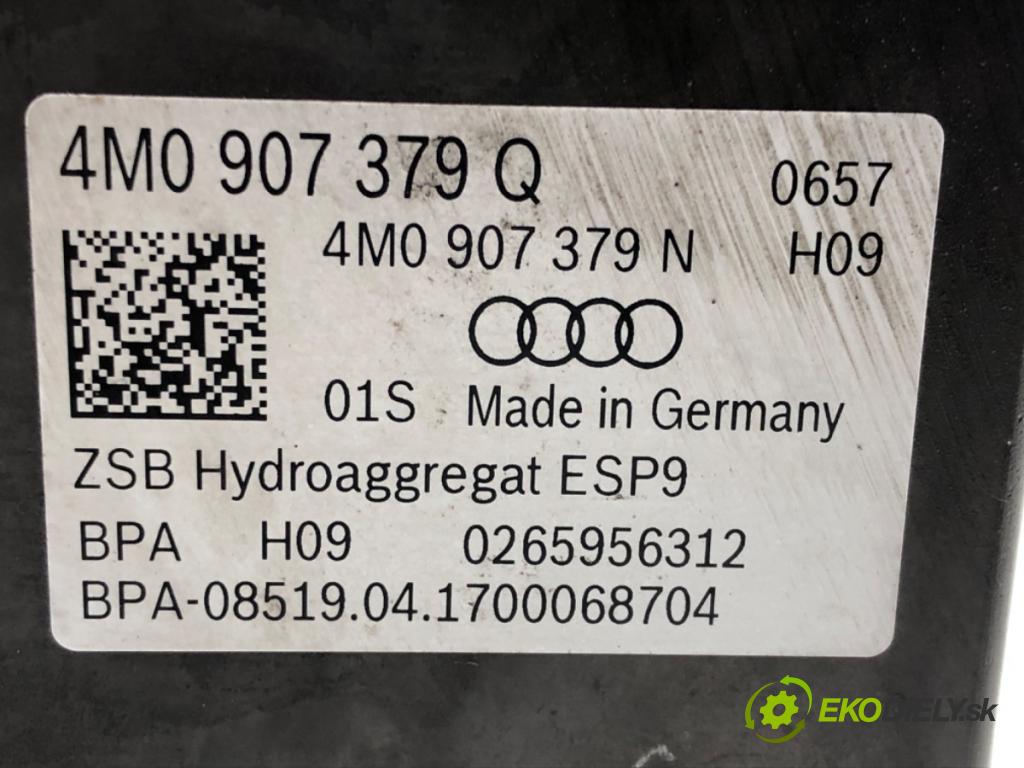 4M0 907 379 Q 0657
4M0 907 379 N H09
01S Made in Germany
ZSB Hydroaggregat ESP9
BPA H09 0265956312
BPA-08519.04.1700068704
EKODIELY.sk